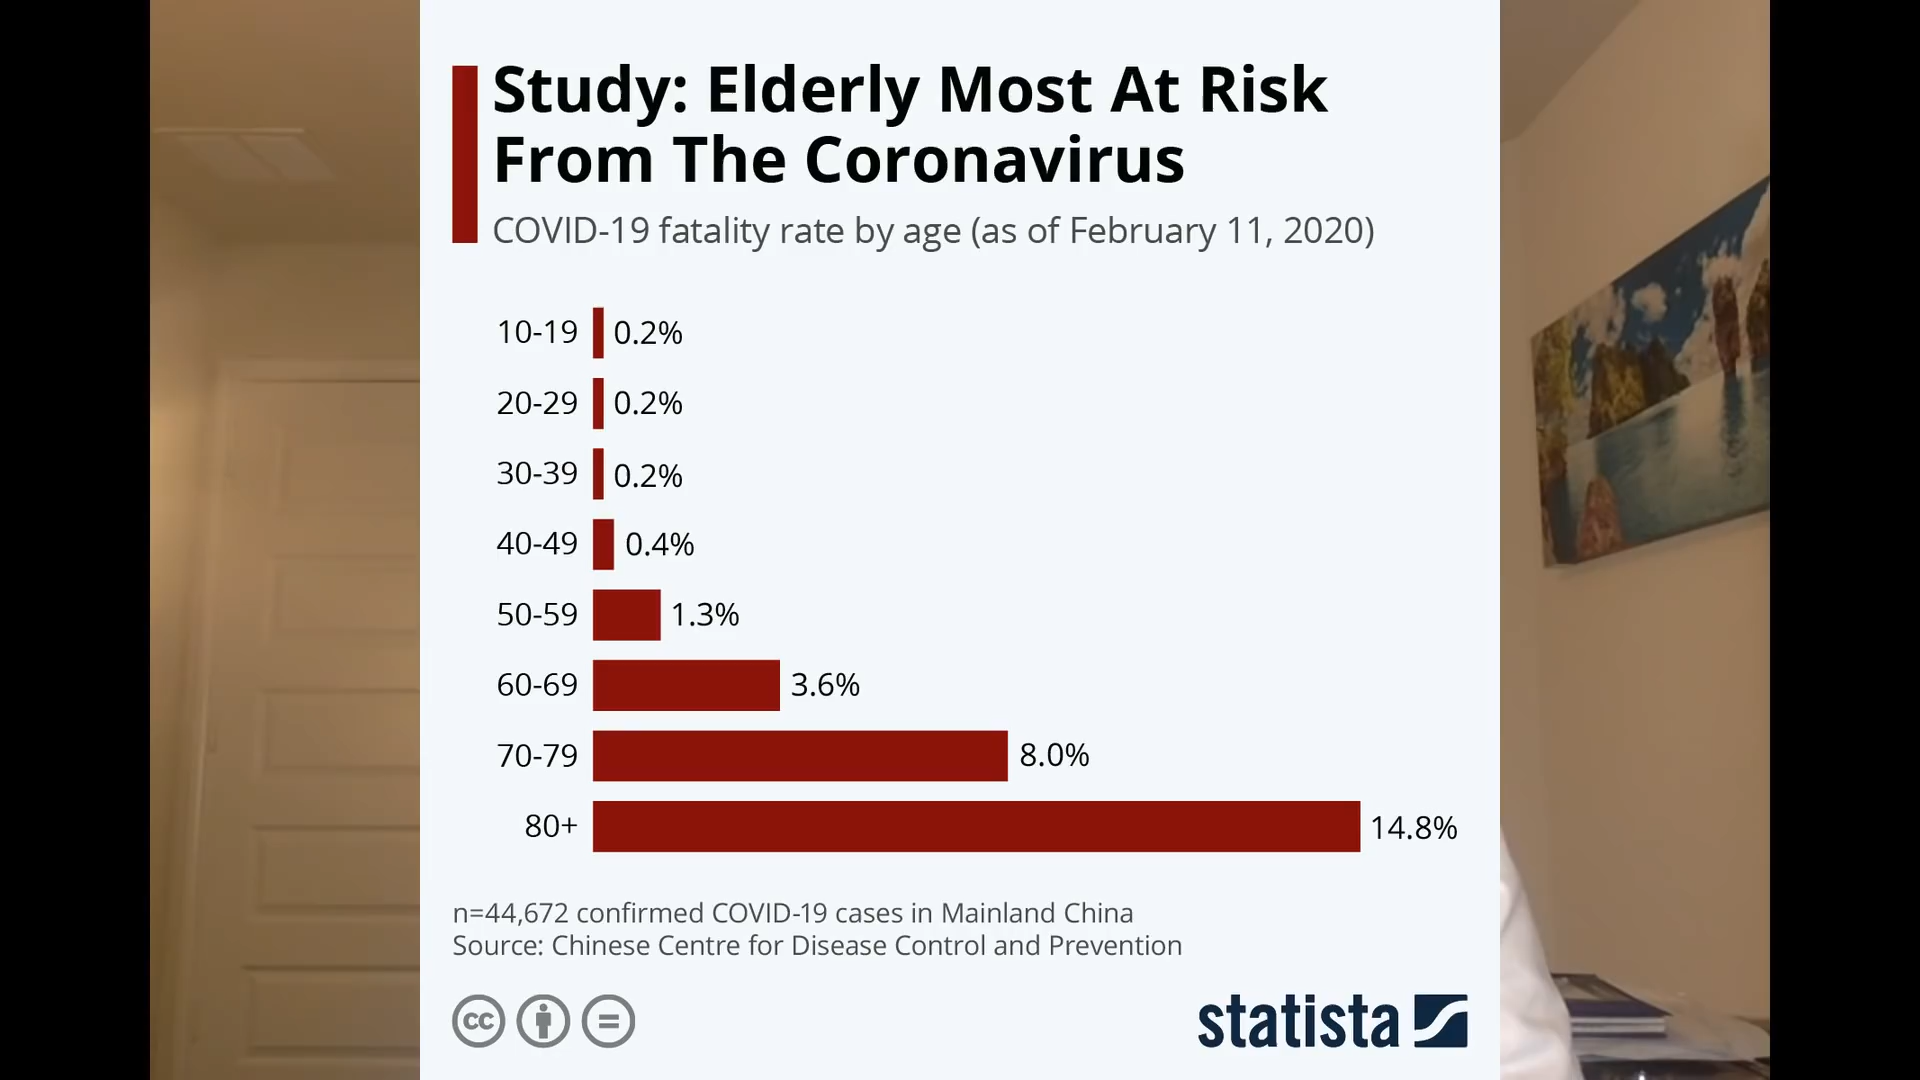 Study: Elderly Most At Risk
From The Coronavirus
COVID-19 fatality rate by age (as of February 11, 2020)
10-19 0.2%
20-29 0.2%
30-39 0.2%
40-49 0.4%
50-59 1.3%
60-69 3.6%
70-79 8.0%
80+ 14.8%
n=44,672 confirmed COVID-19 cases in Mainland China
Source: Chinese Centre for Disease Control and Prevention
cc =
statista